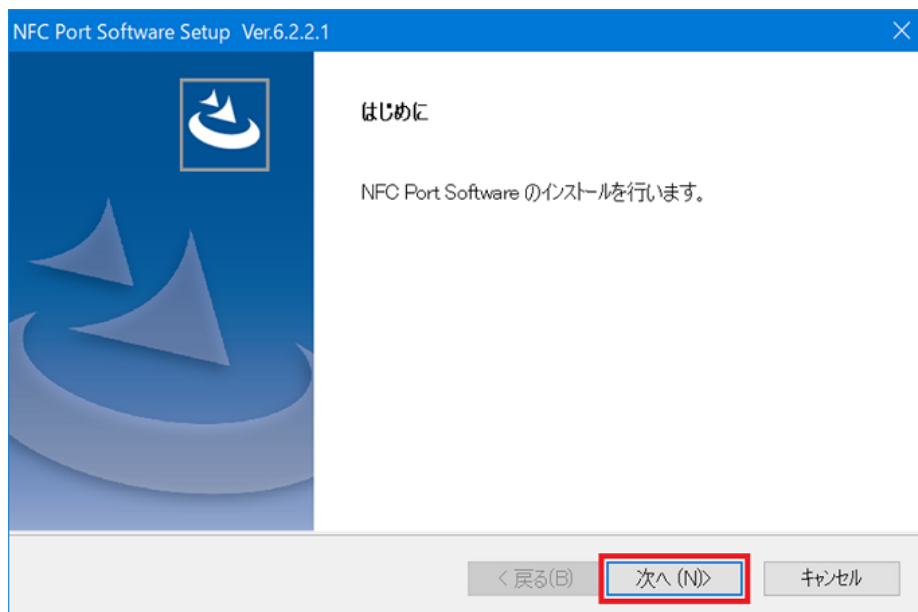 NFC Port Software Setup Ver.6.2.2.1
はじめに
NFC Port Software のインストールを行います。
< 戻る(B)
次へ (N)>
キャンセル